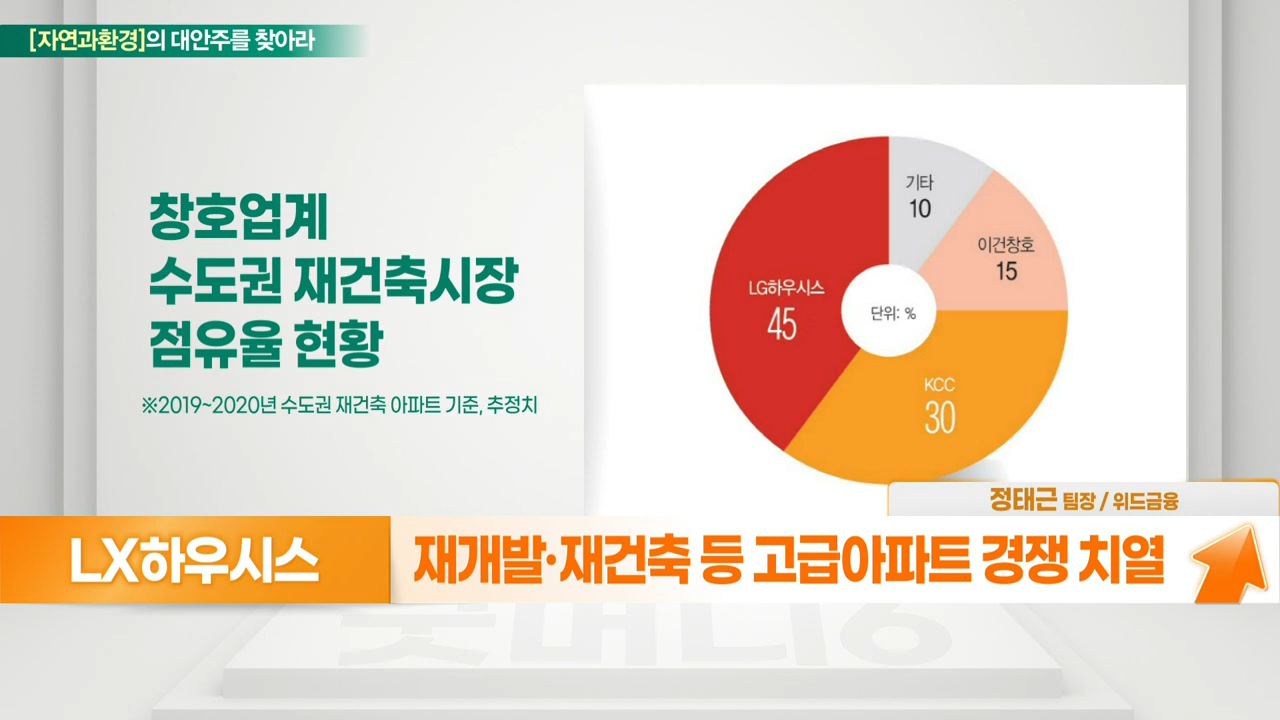 [자연과환경]의 대안주를 찾아라
창호업계
수도권 재건축시장
점유율 현황
※2019~2020년 수도권 재건축 아파트 기준, 추정치
기타
10
이건창호
15
LG하우시스
45
단위: %
KCC
30
정태근 팀장 / 위드금융
LX하우시스
재개발·재건축 등 고급아파트 경쟁 치열